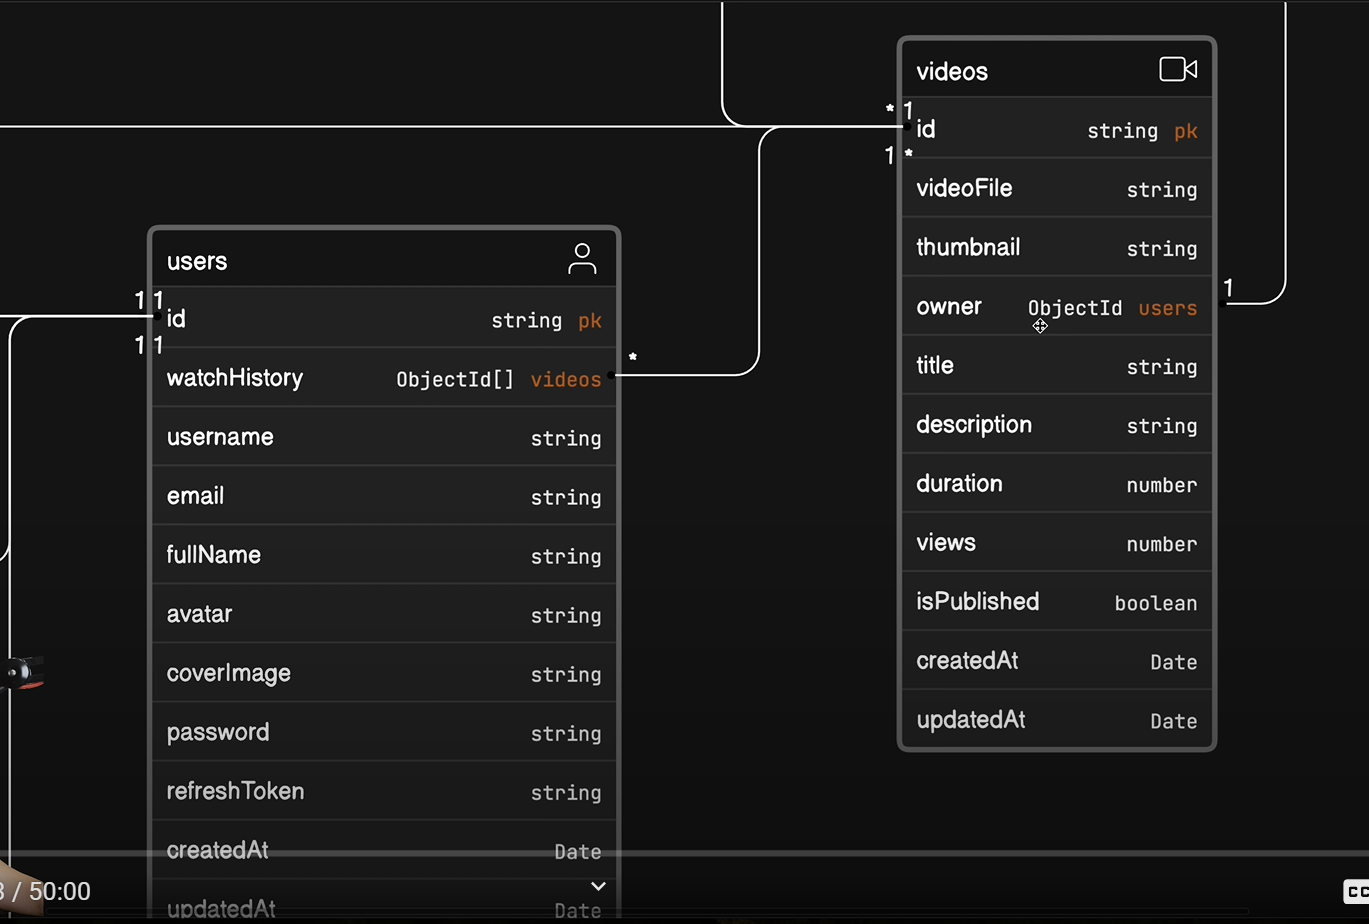 videos
* 1
id string pk
1 *
videoFile string
thumbnail string
owner ObjectId users
1
title string
description string
duration number
views number
isPublished boolean
createdAt Date
updatedAt Date
users
1 1
id string pk
1 1
watchHistory ObjectId[] videos
*
username string
email string
fullName string
avatar string
coverImage string
password string
refreshToken string
createdAt Date
updatedAt Date
/ 50:00
CC